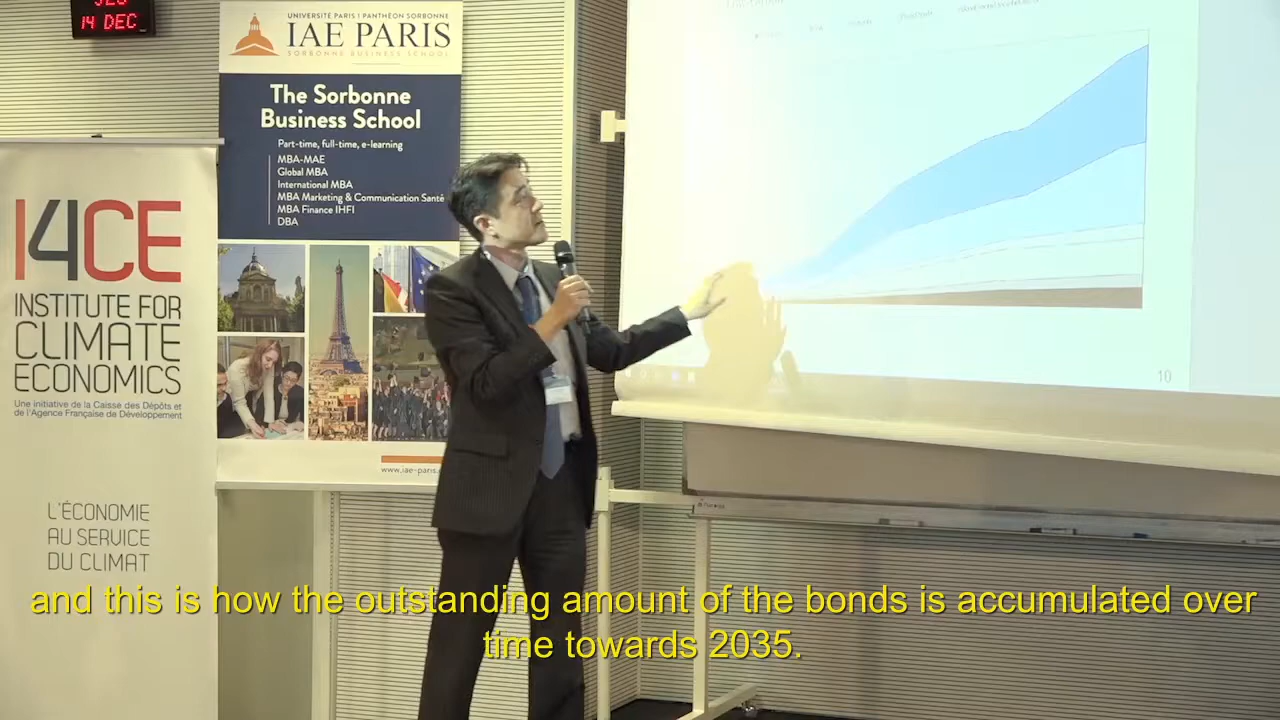 JEU
14 DEC
UNIVERSITÉ PARIS 1 PANTHÉON SORBONNE
IAE PARIS
SORBONNE BUSINESS SCHOOL
The Sorbonne
Business School
Part-time, full-time, e-learning
MBA-MAE
Global MBA
International MBA
MBA Marketing & Communication Santé
MBA Finance IHFI
DBA
www.iae-paris.
I4CE
INSTITUTE FOR
CLIMATE
ECONOMICS
Une initiative de la Caisse des Dépôts et
de l'Agence Française de Développement
L'ÉCONOMIE
AU SERVICE
DU CLIMAT
10
and this is how the outstanding amount of the bonds is accumulated over
time towards 2035.